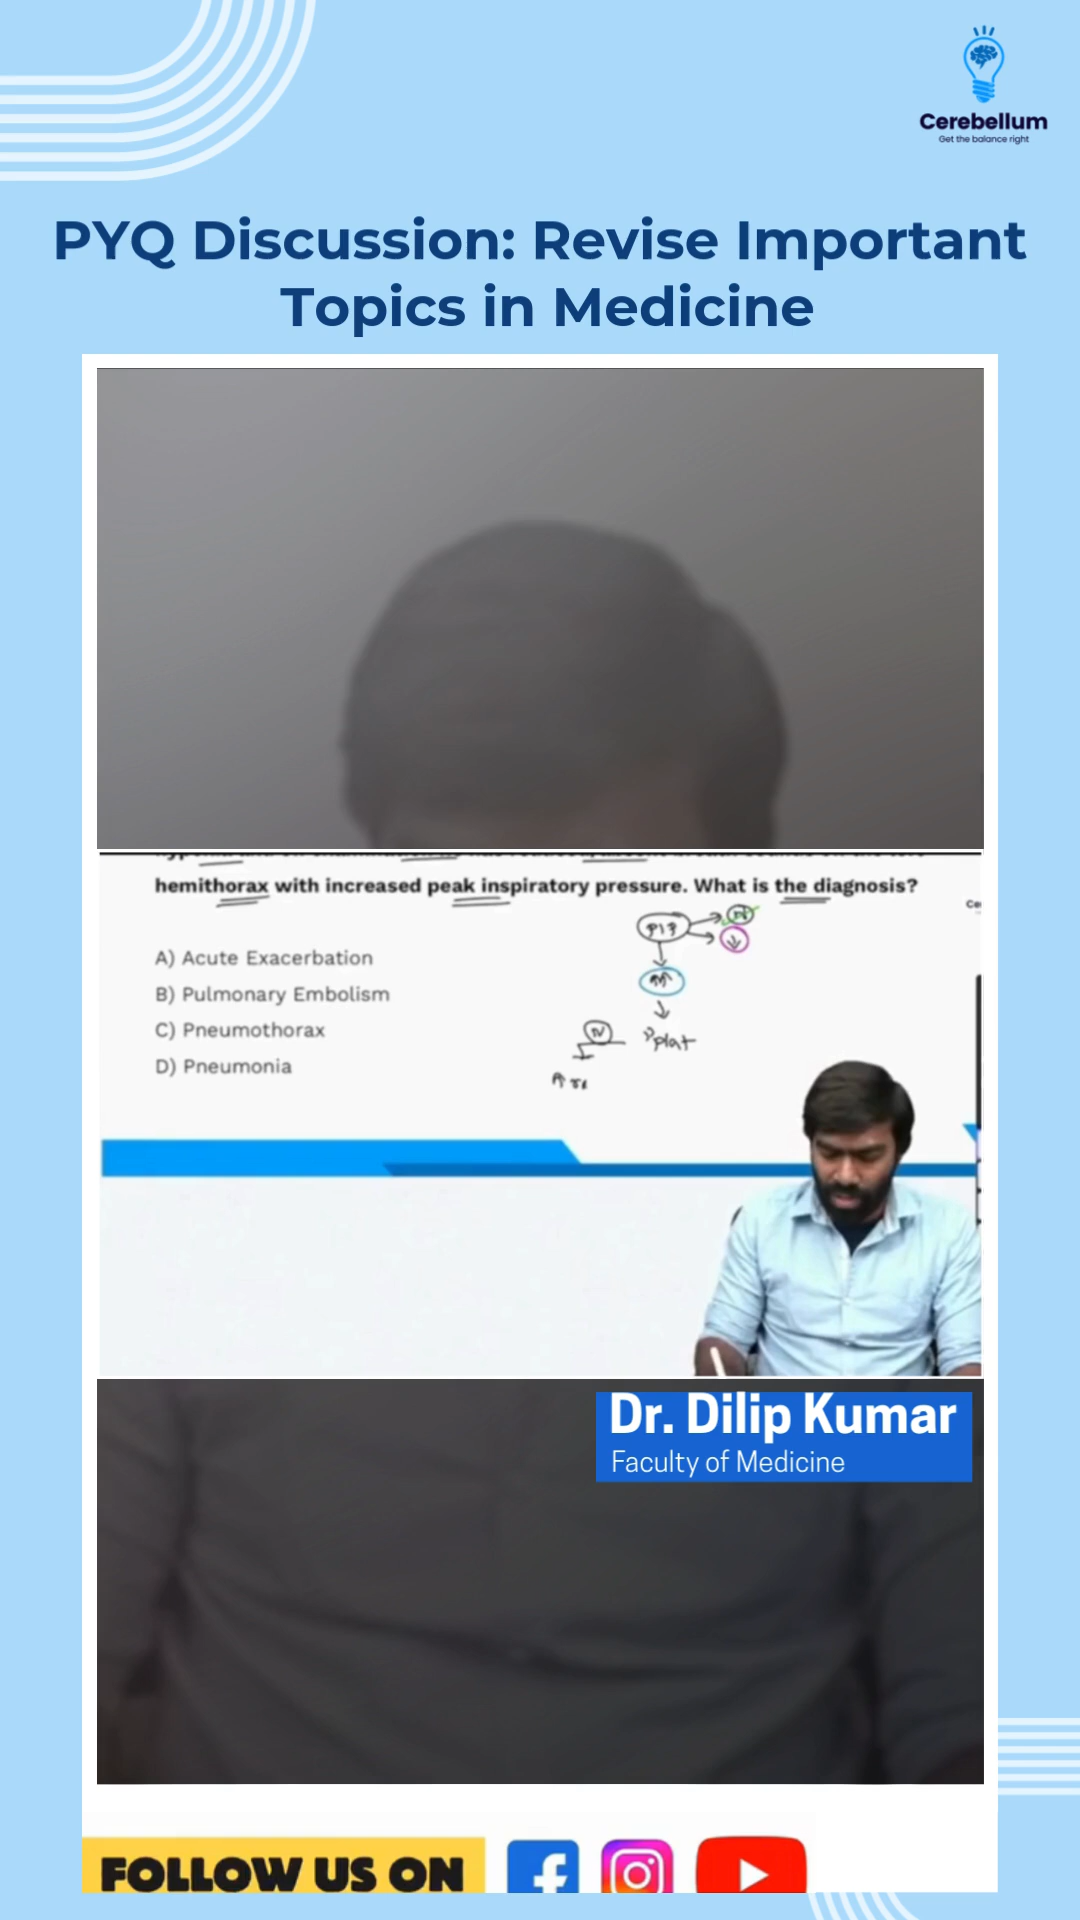 Cerebellum
Get the balance right
PYQ Discussion: Revise Important
Topics in Medicine
hemithorax with increased peak inspiratory pressure. What is the diagnosis?
A) Acute Exacerbation
B) Pulmonary Embolism
C) Pneumothorax
D) Pneumonia
PIP
N
↓
↑↑
N
Pplat
Dr. Dilip Kumar
Faculty of Medicine
FOLLOW US ON